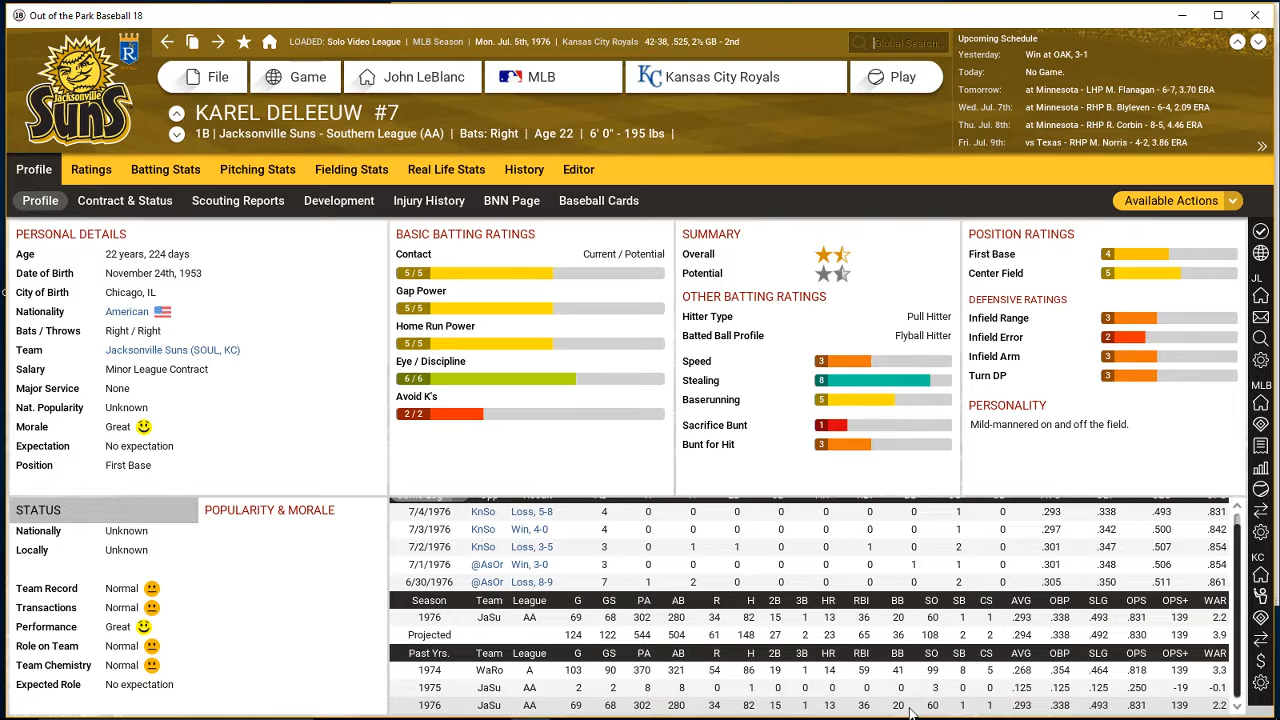 18 Out of the Park Baseball 18
LOADED: Solo Video League | MLB Season | Mon. Jul. 5th, 1976 | Kansas City Royals 42-38, .525, 2½ GB - 2nd
Global Search...
Upcoming Schedule
Yesterday: Win at OAK, 3-1
Today: No Game.
Tomorrow: at Minnesota - LHP M. Flanagan - 6-7, 3.70 ERA
Wed. Jul. 7th: at Minnesota - RHP B. Blyleven - 6-4, 2.09 ERA
Thu. Jul. 8th: at Minnesota - RHP R. Corbin - 8-5, 4.46 ERA
Fri. Jul. 9th: vs Texas - RHP M. Norris - 4-2, 3.86 ERA
File Game John LeBlanc MLB KC Kansas City Royals Play
Jacksonville Suns
R
KAREL DELEEUW #7
1B | Jacksonville Suns - Southern League (AA) | Bats: Right | Age 22 | 6' 0" - 195 lbs |
Profile Ratings Batting Stats Pitching Stats Fielding Stats Real Life Stats History Editor
Profile Contract & Status Scouting Reports Development Injury History BNN Page Baseball Cards Available Actions
PERSONAL DETAILS
Age 22 years, 224 days
Date of Birth November 24th, 1953
City of Birth Chicago, IL
Nationality American
Bats / Throws Right / Right
Team Jacksonville Suns (SOUL, KC)
Salary Minor League Contract
Major Service None
Nat. Popularity Unknown
Morale Great
Expectation No expectation
Position First Base
BASIC BATTING RATINGS
Contact Current / Potential
5 / 5
Gap Power
5 / 5
Home Run Power
5 / 5
Eye / Discipline
6 / 6
Avoid K's
2 / 2
SUMMARY
Overall
Potential
OTHER BATTING RATINGS
Hitter Type Pull Hitter
Batted Ball Profile Flyball Hitter
Speed 3
Stealing 8
Baserunning 5
Sacrifice Bunt 1
Bunt for Hit 3
POSITION RATINGS
First Base 4
Center Field 5
DEFENSIVE RATINGS
Infield Range 3
Infield Error 2
Infield Arm 3
Turn DP 3
PERSONALITY
Mild-mannered on and off the field.
JL
MLB
KC
STATUS POPULARITY & MORALE
Nationally Unknown
Locally Unknown
Team Record Normal
Transactions Normal
Performance Great
Role on Team Normal
Team Chemistry Normal
Expected Role No expectation
7/4/1976 KnSo Loss, 5-8 4 0 0 0 0 0 0 0 1 0 0 .293 .338 .493 .831
7/3/1976 KnSo Win, 4-0 4 0 0 0 0 0 0 0 1 0 0 .297 .342 .500 .842
7/2/1976 KnSo Loss, 3-5 3 0 1 1 0 0 1 0 2 0 0 .301 .347 .507 .854
7/1/1976 @AsOr Win, 3-0 3 0 0 0 0 0 0 1 1 0 0 .301 .348 .506 .854
6/30/1976 @AsOr Loss, 8-9 7 1 2 0 0 0 0 0 2 0 0 .305 .350 .511 .861
Season Team League G GS PA AB R H 2B 3B HR RBI BB SO SB CS AVG OBP SLG OPS OPS+ WAR
1976 JaSu AA 69 68 302 280 34 82 15 1 13 36 20 60 1 1 .293 .338 .493 .831 139 2.2
Projected 124 122 544 504 61 148 27 2 23 65 36 108 2 2 .294 .338 .492 .830 139 3.9
Past Yrs. Team League G GS PA AB R H 2B 3B HR RBI BB SO SB CS AVG OBP SLG OPS OPS+ WAR
1974 WaRo A 103 90 370 321 54 86 19 1 14 59 41 99 8 5 .268 .354 .464 .818 139 3.3
1975 JaSu AA 2 2 8 8 0 1 0 0 0 0 0 3 0 0 .125 .125 .125 .250 -19 -0.1
1976 JaSu AA 69 68 302 280 34 82 15 1 13 36 20 60 1 1 .293 .338 .493 .831 139 2.2